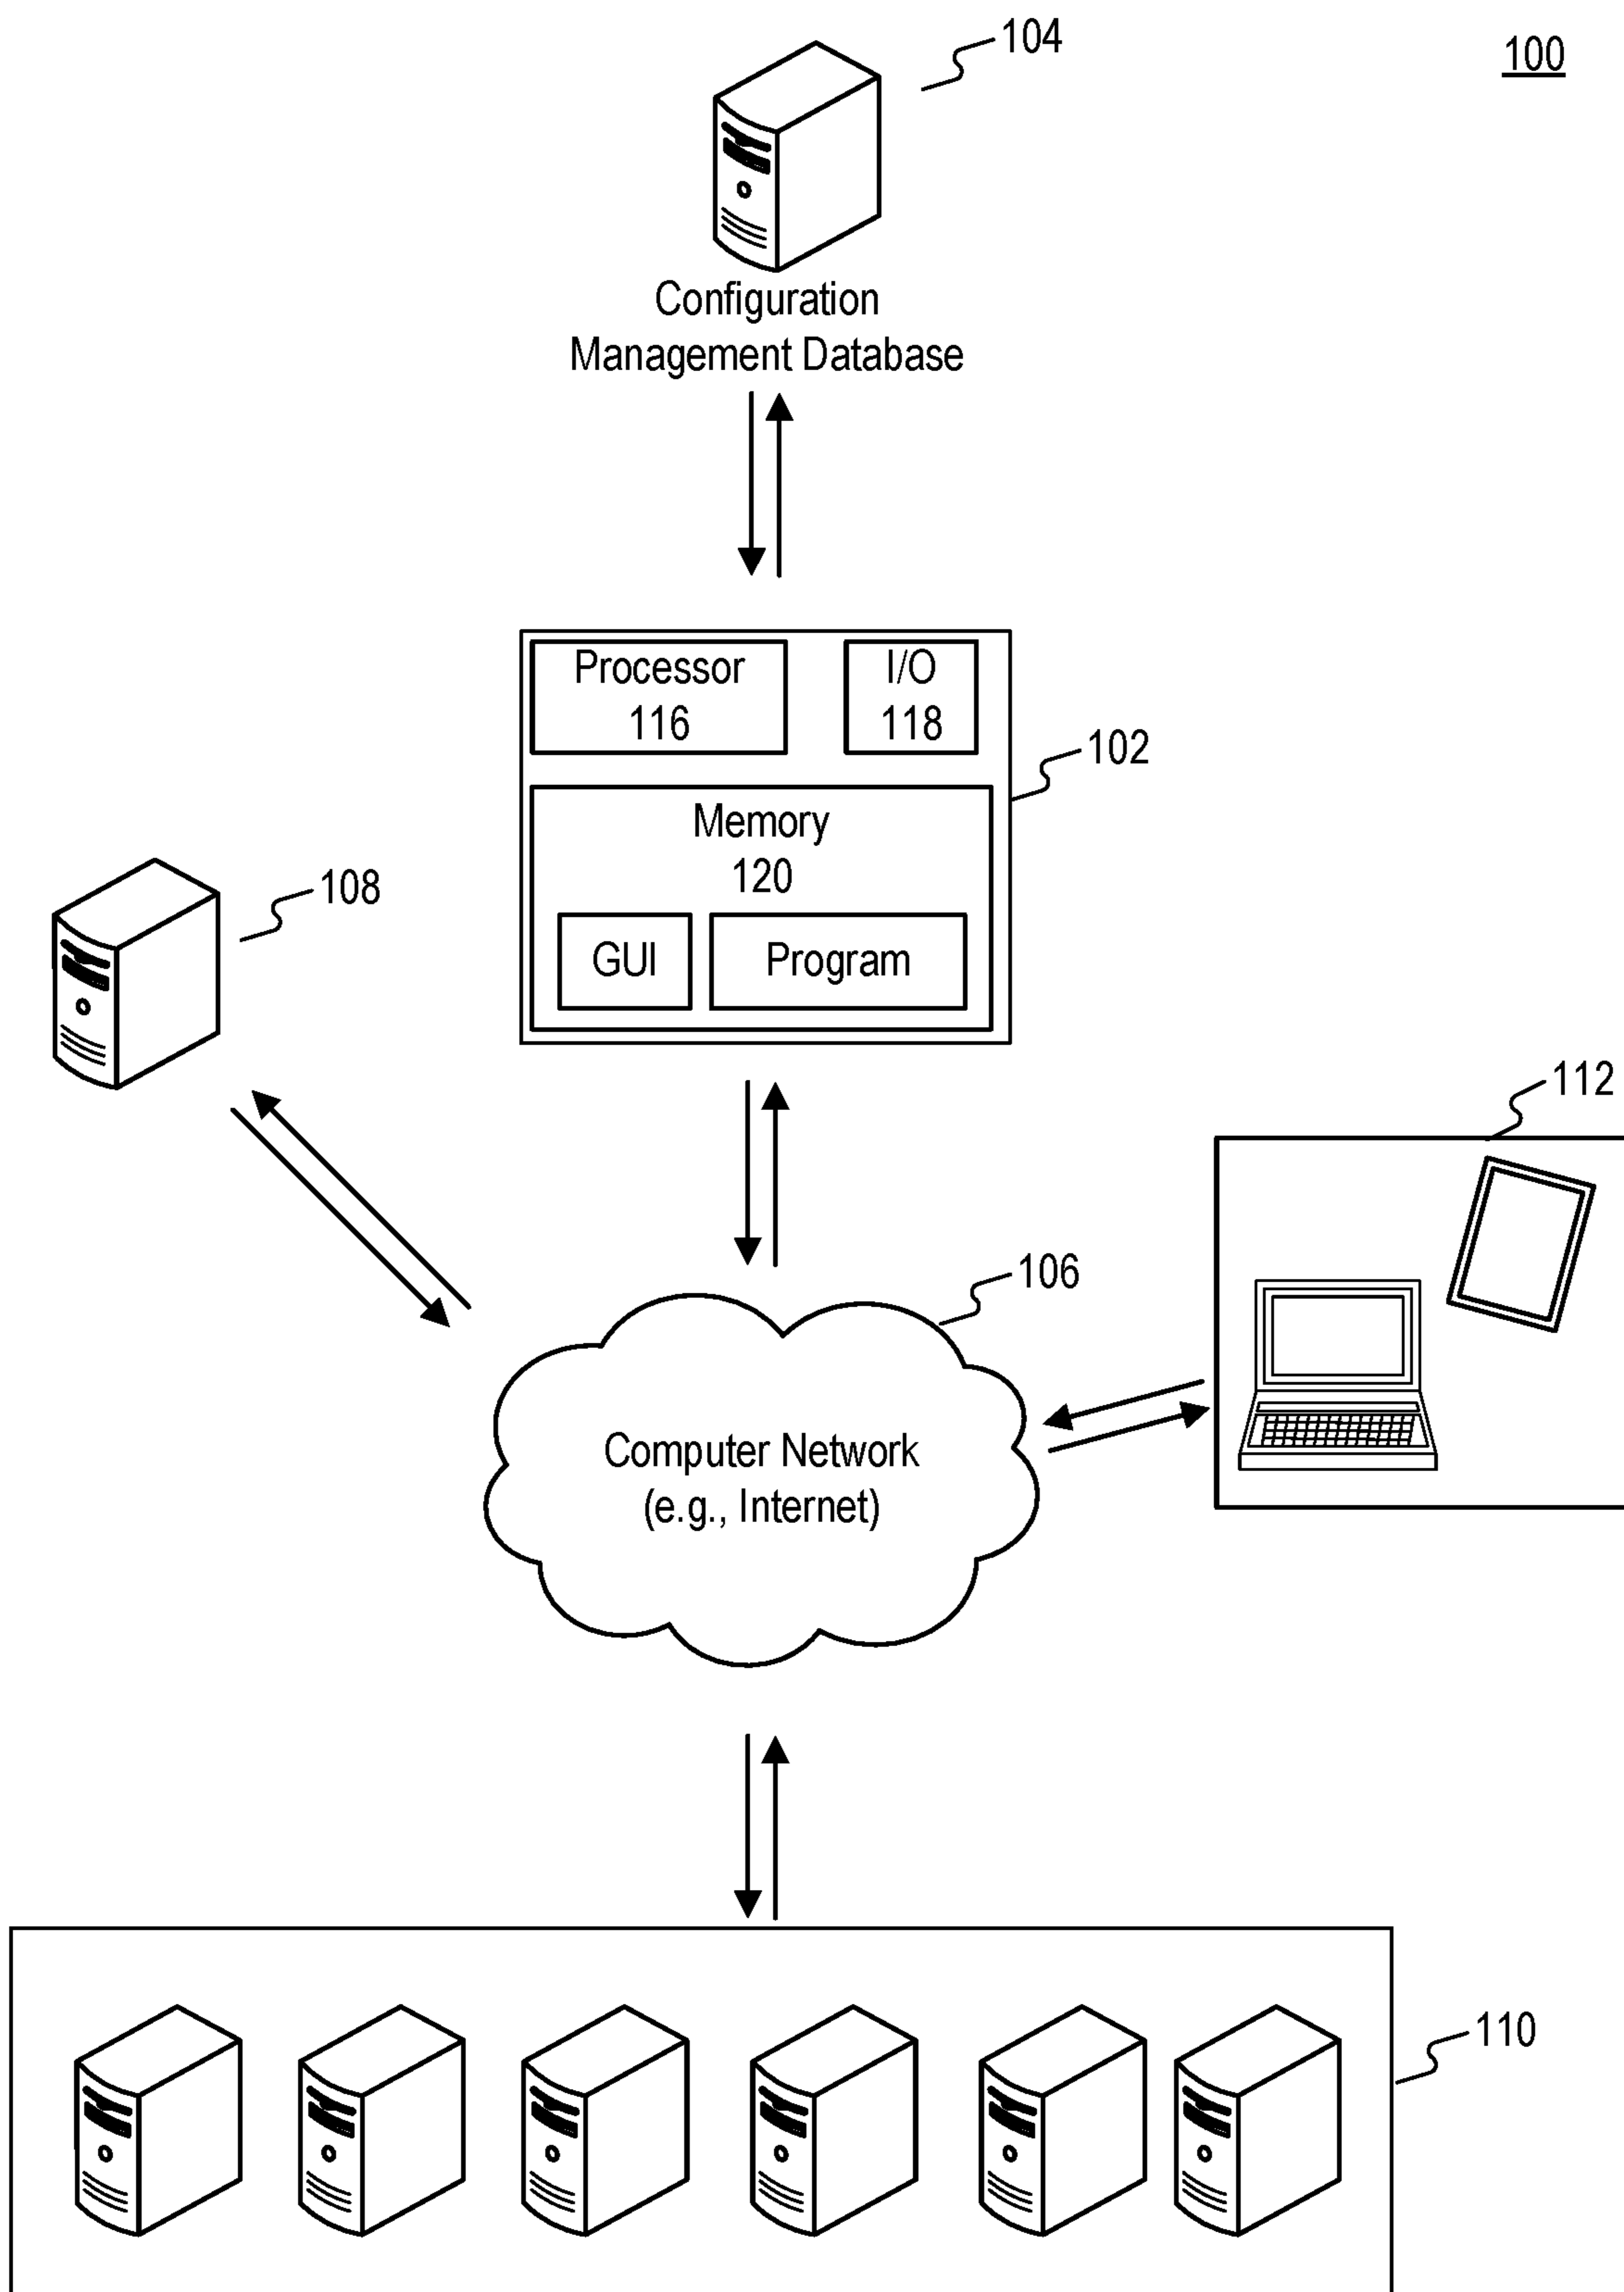 104
100
Configuration
Management Database
Processor
116
I/O
118
102
Memory
120
108
GUI
Program
112
106
Computer Network
(e.g., Internet)
110